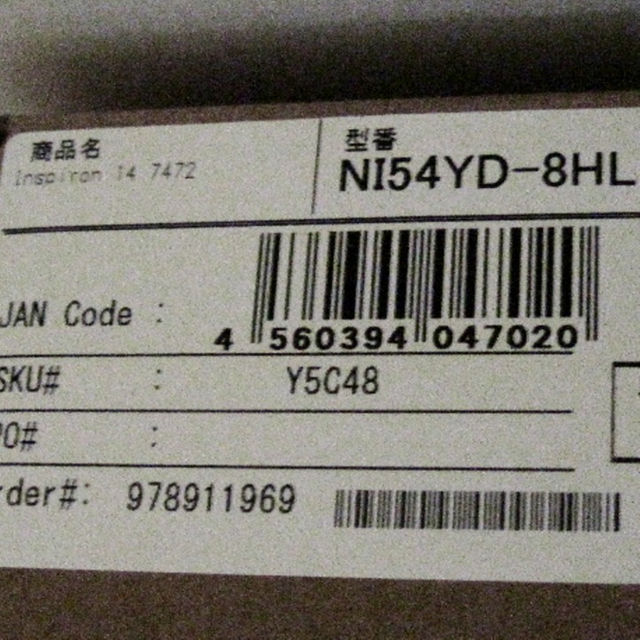 商品名
Inspiron 14 7472
型番
NI54YD-8HL
JAN Code :
4 560394 047020
SKU# : Y5C48
PO# :
rder#: 978911969